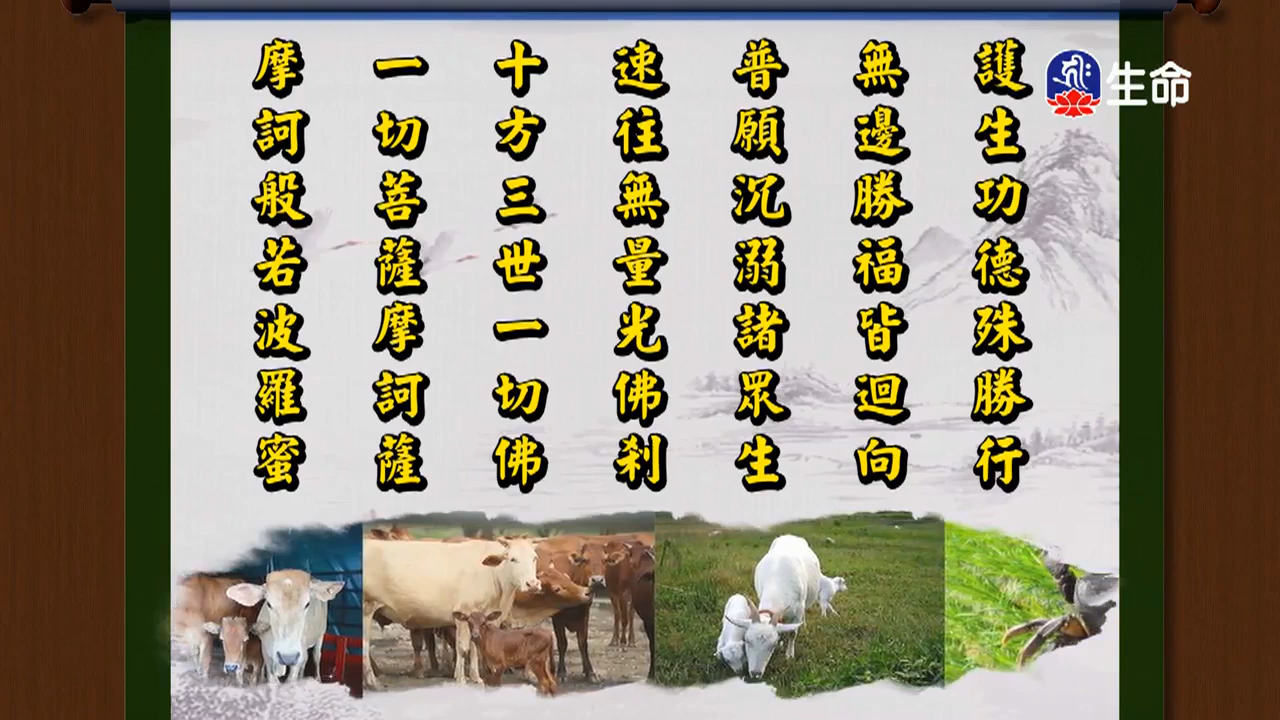 護生功德殊勝行
無邊勝福皆迴向
普願沉溺諸眾生
速往無量光佛剎
十方三世一切佛
一切菩薩摩訶薩
摩訶般若波羅蜜
生命